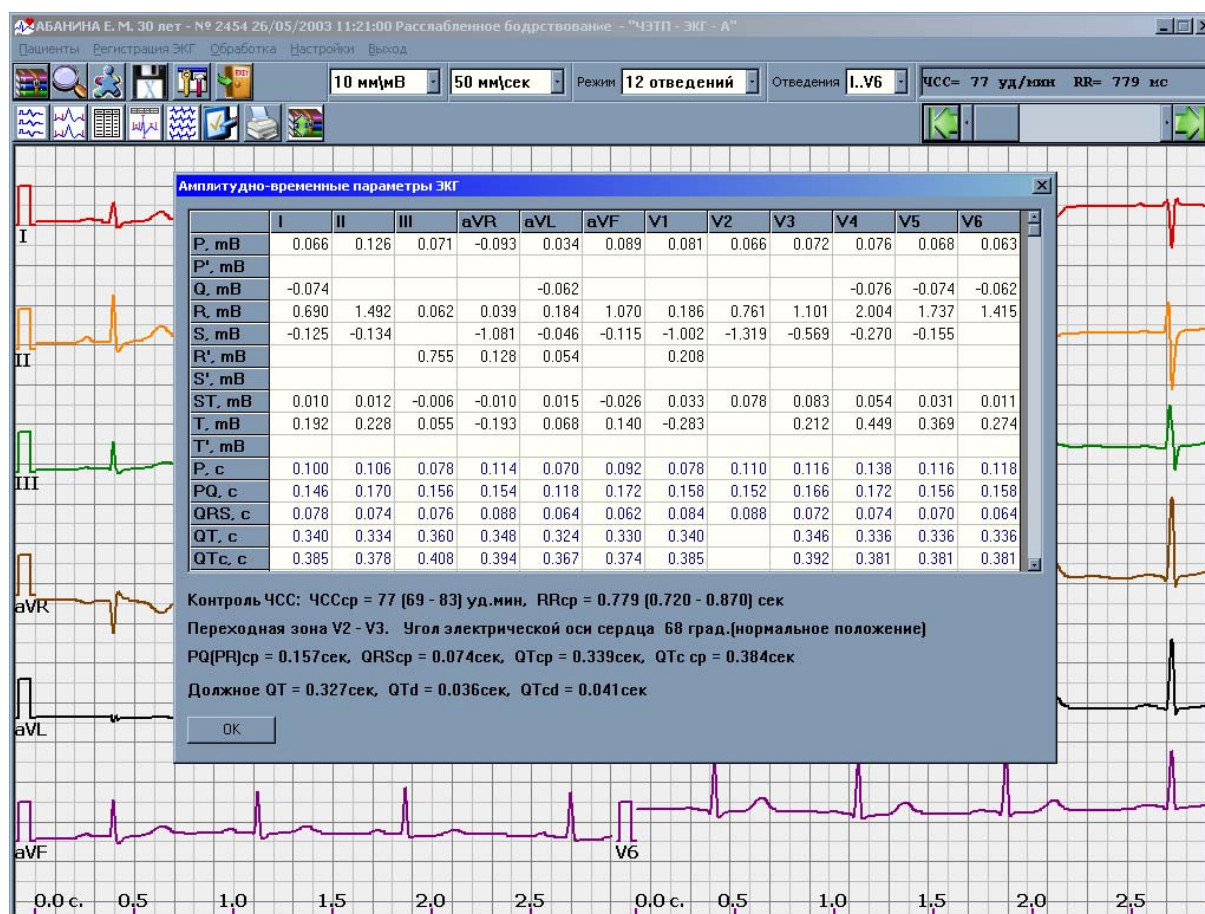 АБАНИНА Е. М. 30 лет - № 2454 26/05/2003 11:21:00 Расслабленное бодрствование - "ЧЭТП - ЭКГ - А"
Пациенты Регистрация ЭКГ Обработка Настройки Выход
EXIT 10 мм\мВ 50 мм\сек Режим 12 отведений Отведения I..V6 ЧСС= 77 уд/мин RR= 779 мс
Амплитудно-временные параметры ЭКГ
I II III aVR aVL aVF V1 V2 V3 V4 V5 V6
P, mB 0.066 0.126 0.071 -0.093 0.034 0.089 0.081 0.066 0.072 0.076 0.068 0.063
P', mB
Q, mB -0.074 -0.062 -0.076 -0.074 -0.062
R, mB 0.690 1.492 0.062 0.039 0.184 1.070 0.186 0.761 1.101 2.004 1.737 1.415
S, mB -0.125 -0.134 -1.081 -0.046 -0.115 -1.002 -1.319 -0.569 -0.270 -0.155
R', mB 0.755 0.128 0.054 0.208
S', mB
ST, mB 0.010 0.012 -0.006 -0.010 0.015 -0.026 0.033 0.078 0.083 0.054 0.031 0.011
T, mB 0.192 0.228 0.055 -0.193 0.068 0.140 -0.283 0.212 0.449 0.369 0.274
T', mB
P, c 0.100 0.106 0.078 0.114 0.070 0.092 0.078 0.110 0.116 0.138 0.116 0.118
PQ, c 0.146 0.170 0.156 0.154 0.118 0.172 0.158 0.152 0.166 0.172 0.156 0.158
QRS, c 0.078 0.074 0.076 0.088 0.064 0.062 0.084 0.088 0.072 0.074 0.070 0.064
QT, c 0.340 0.334 0.360 0.348 0.324 0.330 0.340 0.346 0.336 0.336 0.336
QTc, c 0.385 0.378 0.408 0.394 0.367 0.374 0.385 0.392 0.381 0.381 0.381
Контроль ЧСС: ЧССср = 77 (69 - 83) уд.мин, RRср = 0.779 (0.720 - 0.870) сек
Переходная зона V2 - V3. Угол электрической оси сердца 68 град.(нормальное положение)
PQ(PR)ср = 0.157сек, QRSср = 0.074сек, QTср = 0.339сек, QTc ср = 0.384сек
Должное QT = 0.327сек, QTd = 0.036сек, QTcd = 0.041сек
OK
I
II
III
aVR
aVL
aVF
V6
0.0 с. 0.5 1.0 1.5 2.0 2.5 0.0 с. 0.5 1.0 1.5 2.0 2.5